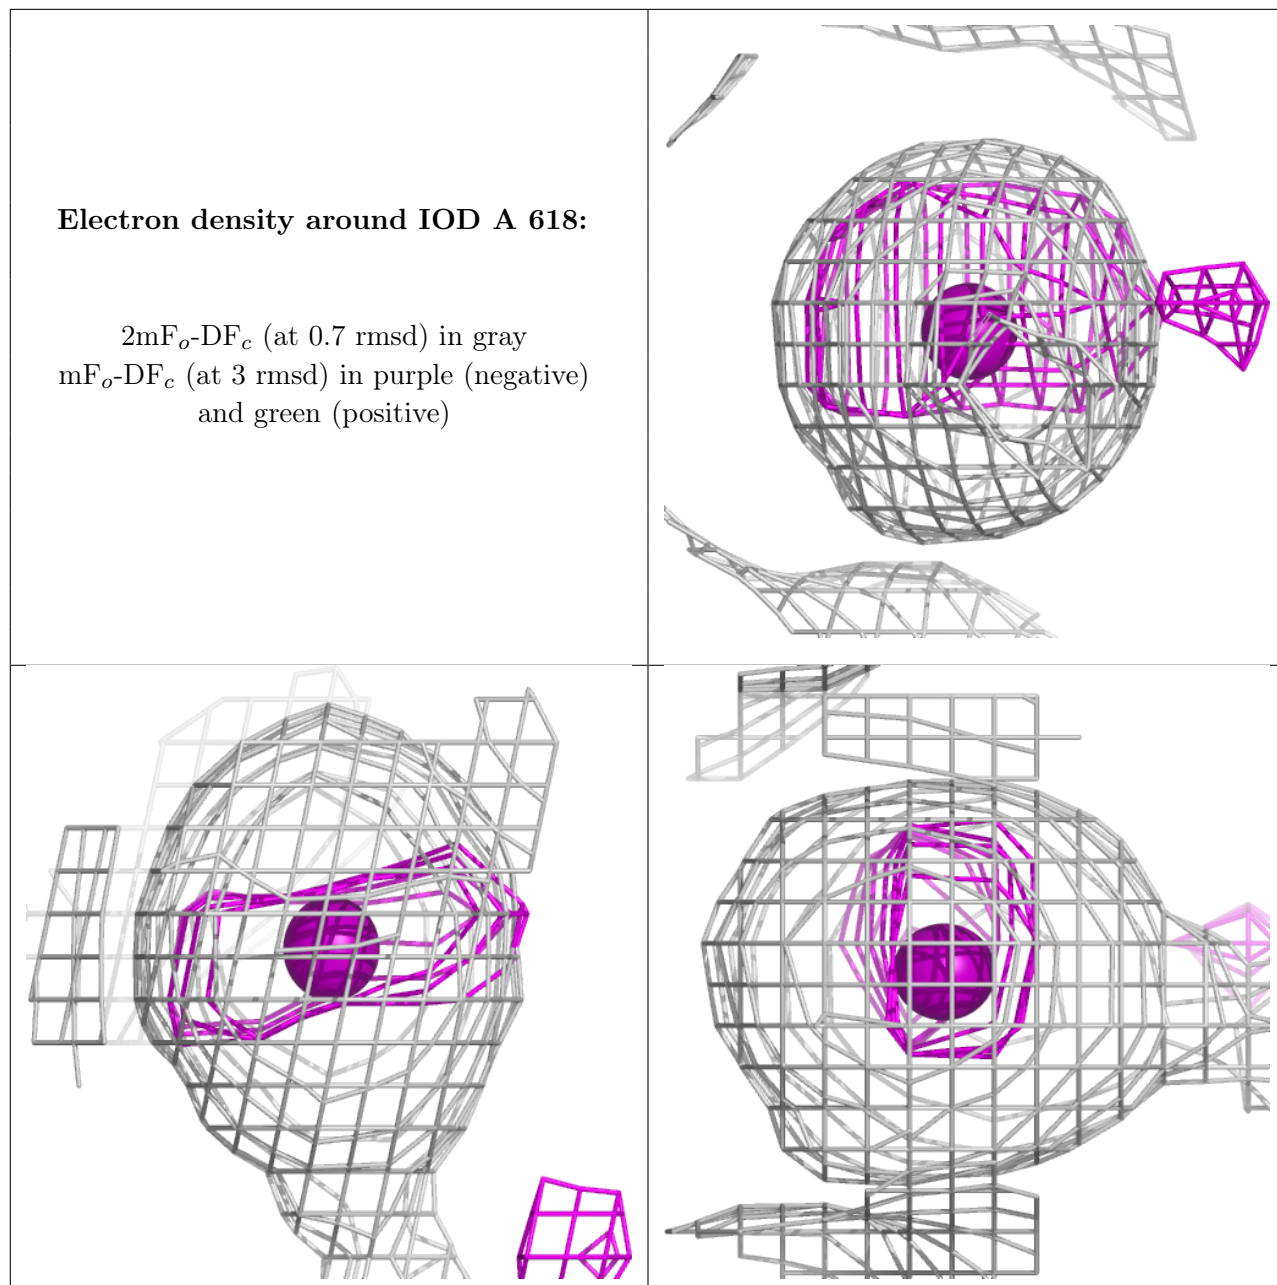 Electron density around IOD A 618:
2mFo-DFc (at 0.7 rmsd) in gray
mFo-DFc (at 3 rmsd) in purple (negative)
and green (positive)